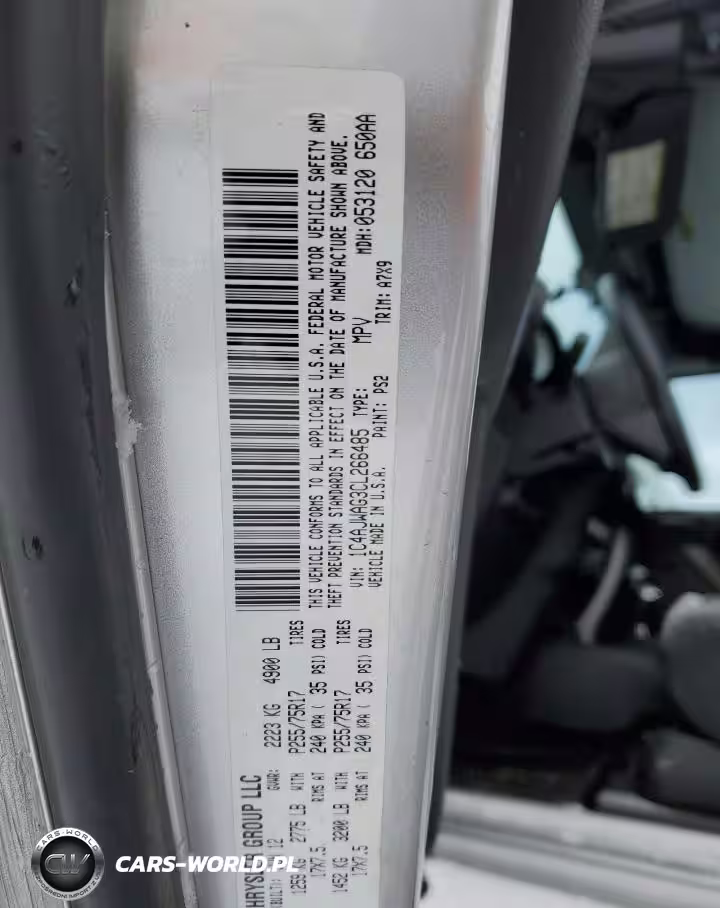 HRYSLER GROUP LLC
BUILT: 12 GVWR: 2223 KG 4900 LB
1259 KG 2775 LB WITH P255/75R17 TIRES
17X7.5 RIMS AT 240 KPA ( 35 PSI) COLD
1452 KG 3200 LB WITH P255/75R17 TIRES
17X7.5 RIMS AT 240 KPA ( 35 PSI) COLD
THIS VEHICLE CONFORMS TO ALL APPLICABLE U.S.A. FEDERAL MOTOR VEHICLE SAFETY AND
THEFT PREVENTION STANDARDS IN EFFECT ON THE DATE OF MANUFACTURE SHOWN ABOVE.
VIN: 1C4AJWAG3CL266485 TYPE: MPV MDH: 053120 650AA
VEHICLE MADE IN U.S.A. PAINT: PS2 TRIM: A7X9
CARS-WORLD
CW
CARS-WORLD.PL